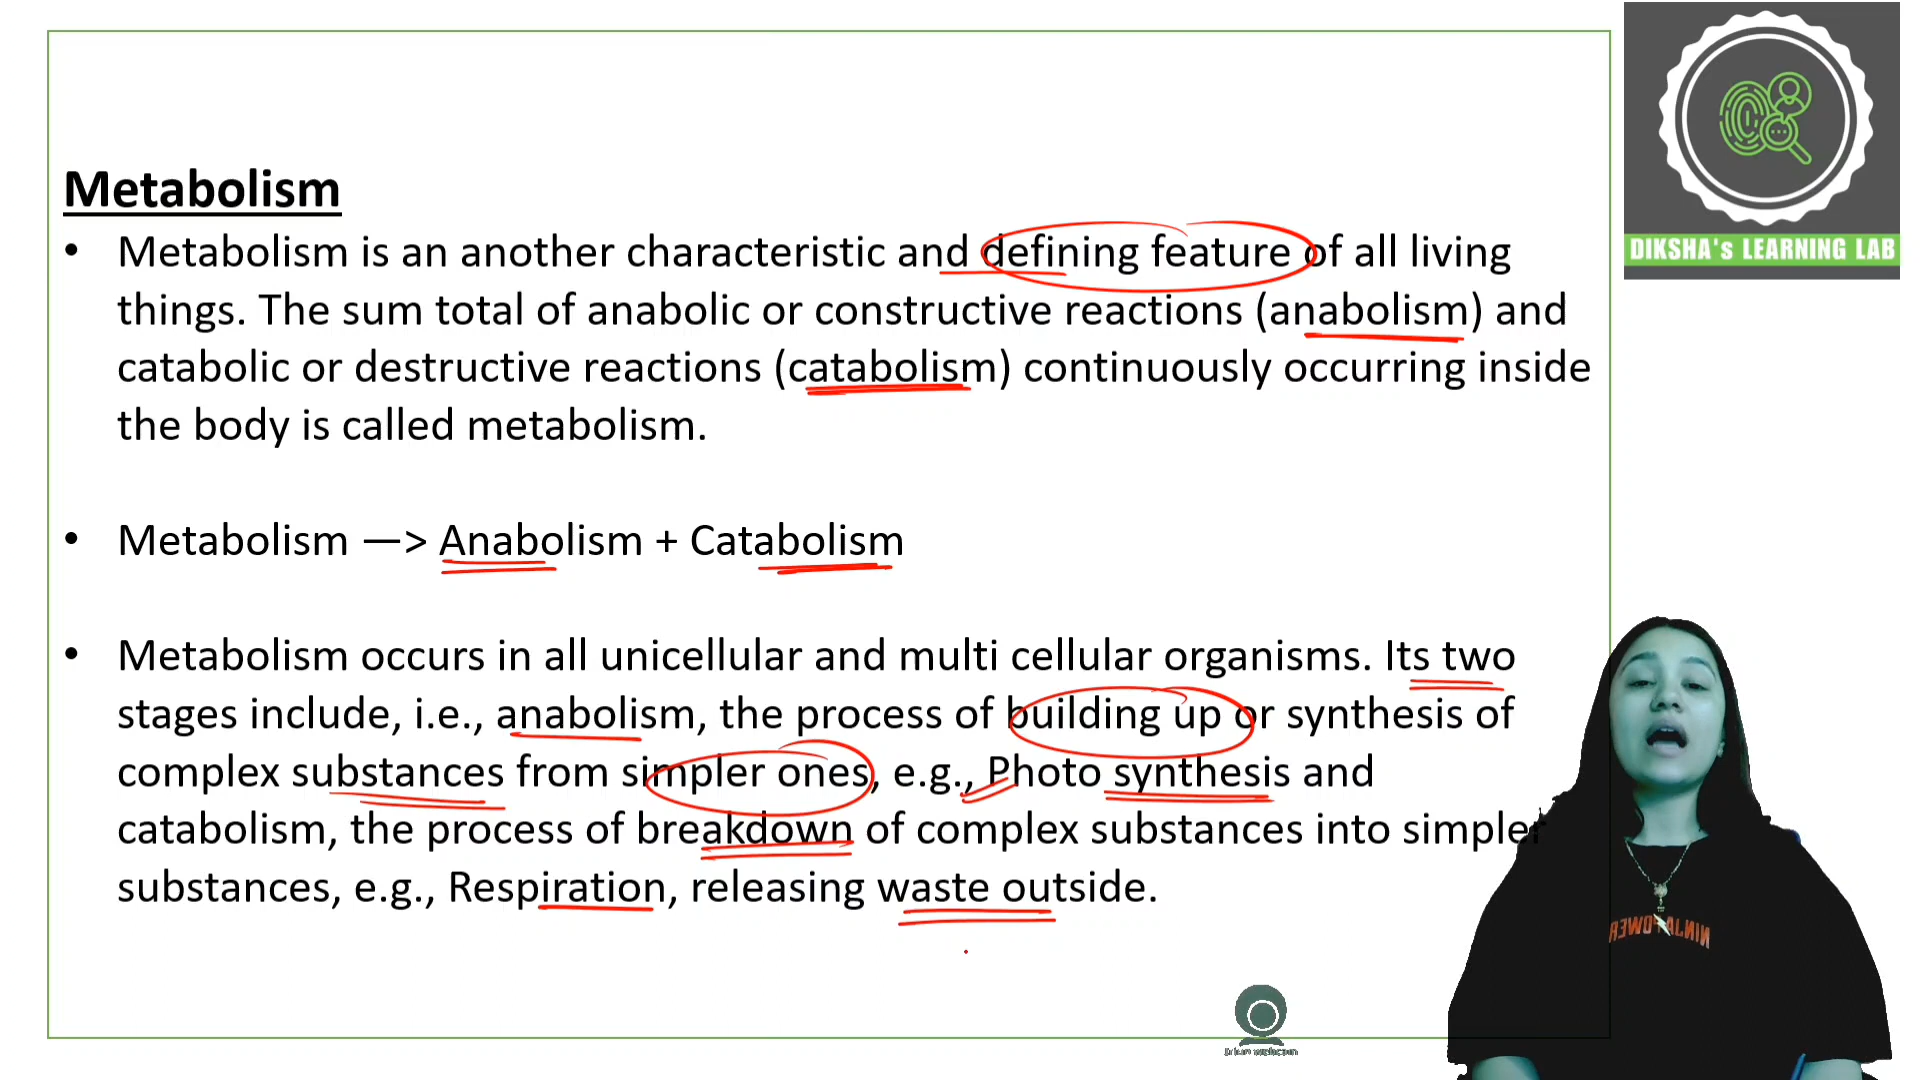 Metabolism
• Metabolism is an another characteristic and defining feature of all living
things. The sum total of anabolic or constructive reactions (anabolism) and
catabolic or destructive reactions (catabolism) continuously occurring inside
the body is called metabolism.
• Metabolism —> Anabolism + Catabolism
• Metabolism occurs in all unicellular and multi cellular organisms. Its two
stages include, i.e., anabolism, the process of building up or synthesis of
complex substances from simpler ones, e.g., Photo synthesis and
catabolism, the process of breakdown of complex substances into simpler
substances, e.g., Respiration, releasing waste outside.
DIKSHA's LEARNING LAB
NINJA POWER